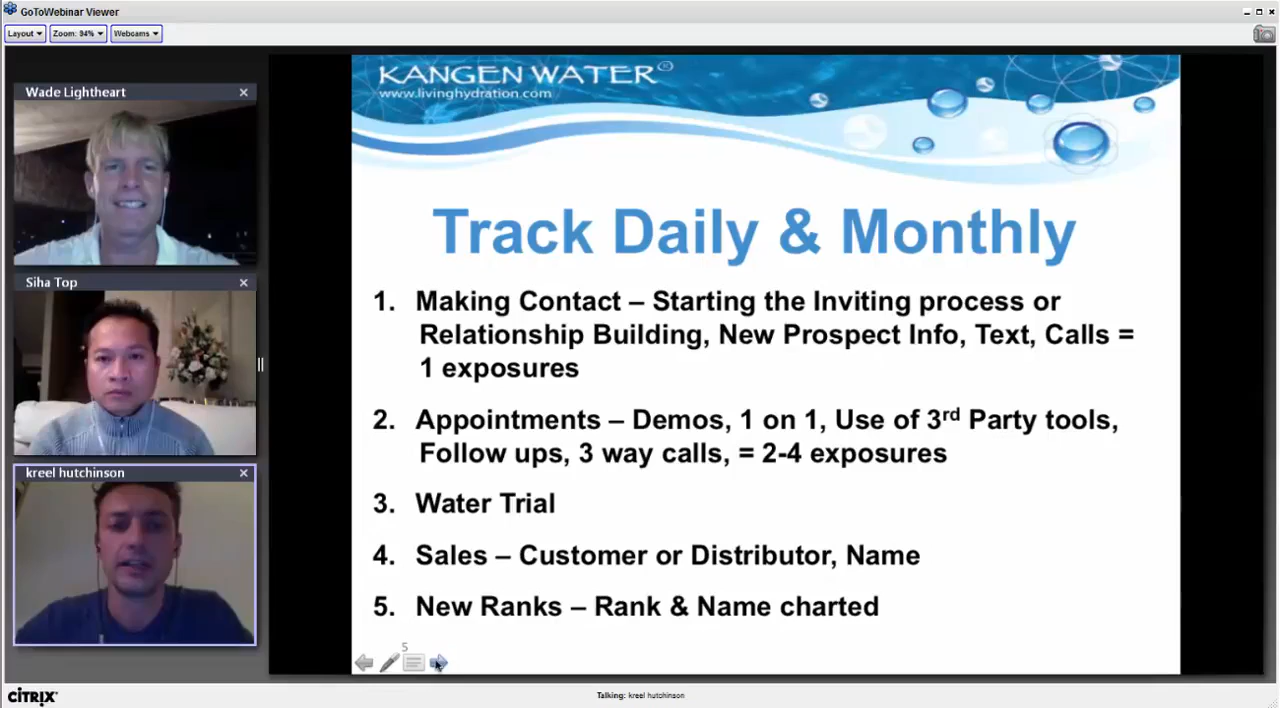 GoToWebinar Viewer
Layout Zoom: 94% Webcams
Wade Lightheart
Siha Top
kreel hutchinson
KANGEN WATER®
www.livinghydration.com
Track Daily & Monthly
1. Making Contact – Starting the Inviting process or
Relationship Building, New Prospect Info, Text, Calls =
1 exposures
2. Appointments – Demos, 1 on 1, Use of 3rd Party tools,
Follow ups, 3 way calls, = 2-4 exposures
3. Water Trial
4. Sales – Customer or Distributor, Name
5. New Ranks – Rank & Name charted
5
CiTRIX
Talking: kreel hutchinson